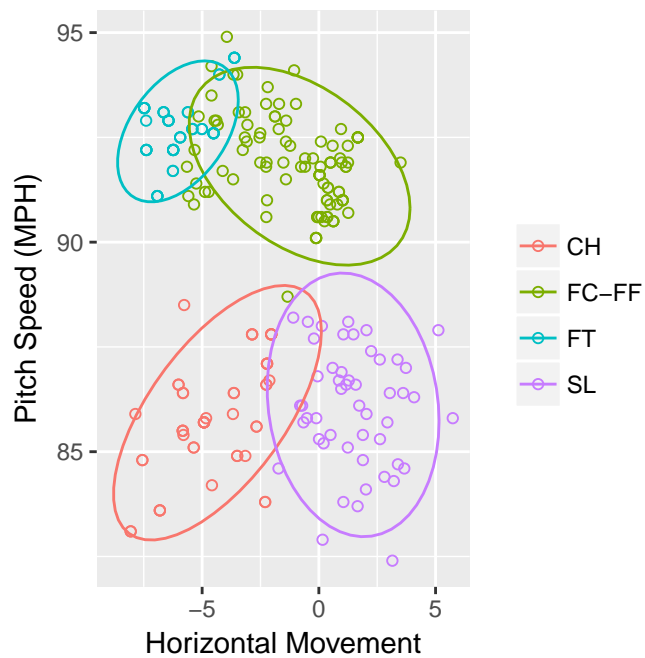 95
90
85
Pitch Speed (MPH)
−5
0
5
Horizontal Movement
CH
FC−FF
FT
SL